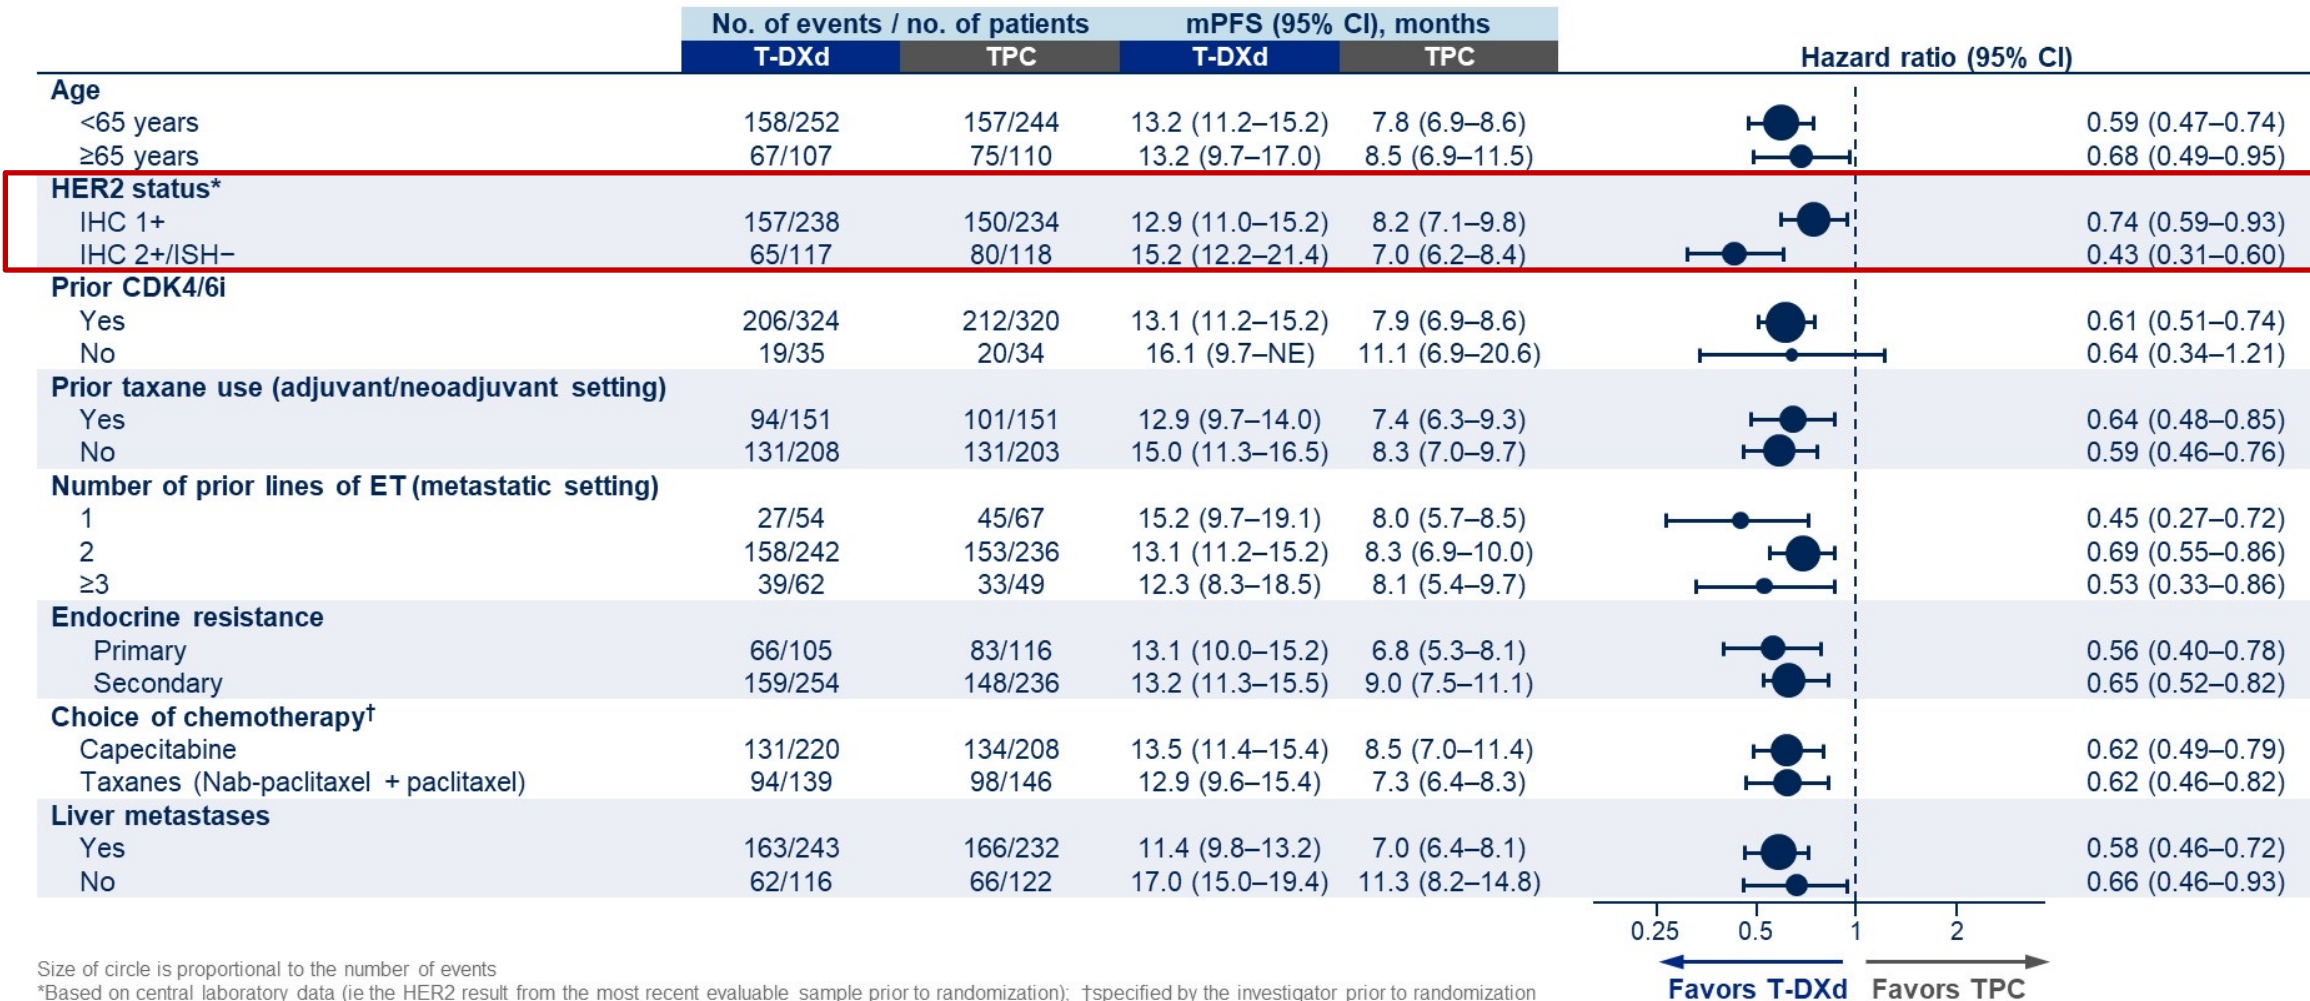 No. of events / no. of patients mPFS (95% CI), months
T-DXd TPC T-DXd TPC Hazard ratio (95% CI)
Age
<65 years 158/252 157/244 13.2 (11.2–15.2) 7.8 (6.9–8.6) 0.59 (0.47–0.74)
≥65 years 67/107 75/110 13.2 (9.7–17.0) 8.5 (6.9–11.5) 0.68 (0.49–0.95)
HER2 status*
IHC 1+ 157/238 150/234 12.9 (11.0–15.2) 8.2 (7.1–9.8) 0.74 (0.59–0.93)
IHC 2+/ISH− 65/117 80/118 15.2 (12.2–21.4) 7.0 (6.2–8.4) 0.43 (0.31–0.60)
Prior CDK4/6i
Yes 206/324 212/320 13.1 (11.2–15.2) 7.9 (6.9–8.6) 0.61 (0.51–0.74)
No 19/35 20/34 16.1 (9.7–NE) 11.1 (6.9–20.6) 0.64 (0.34–1.21)
Prior taxane use (adjuvant/neoadjuvant setting)
Yes 94/151 101/151 12.9 (9.7–14.0) 7.4 (6.3–9.3) 0.64 (0.48–0.85)
No 131/208 131/203 15.0 (11.3–16.5) 8.3 (7.0–9.7) 0.59 (0.46–0.76)
Number of prior lines of ET (metastatic setting)
1 27/54 45/67 15.2 (9.7–19.1) 8.0 (5.7–8.5) 0.45 (0.27–0.72)
2 158/242 153/236 13.1 (11.2–15.2) 8.3 (6.9–10.0) 0.69 (0.55–0.86)
≥3 39/62 33/49 12.3 (8.3–18.5) 8.1 (5.4–9.7) 0.53 (0.33–0.86)
Endocrine resistance
Primary 66/105 83/116 13.1 (10.0–15.2) 6.8 (5.3–8.1) 0.56 (0.40–0.78)
Secondary 159/254 148/236 13.2 (11.3–15.5) 9.0 (7.5–11.1) 0.65 (0.52–0.82)
Choice of chemotherapy†
Capecitabine 131/220 134/208 13.5 (11.4–15.4) 8.5 (7.0–11.4) 0.62 (0.49–0.79)
Taxanes (Nab-paclitaxel + paclitaxel) 94/139 98/146 12.9 (9.6–15.4) 7.3 (6.4–8.3) 0.62 (0.46–0.82)
Liver metastases
Yes 163/243 166/232 11.4 (9.8–13.2) 7.0 (6.4–8.1) 0.58 (0.46–0.72)
No 62/116 66/122 17.0 (15.0–19.4) 11.3 (8.2–14.8) 0.66 (0.46–0.93)
0.25 0.5 1 2
Favors T-DXd Favors TPC
Size of circle is proportional to the number of events
*Based on central laboratory data (ie the HER2 result from the most recent evaluable sample prior to randomization); †specified by the investigator prior to randomization